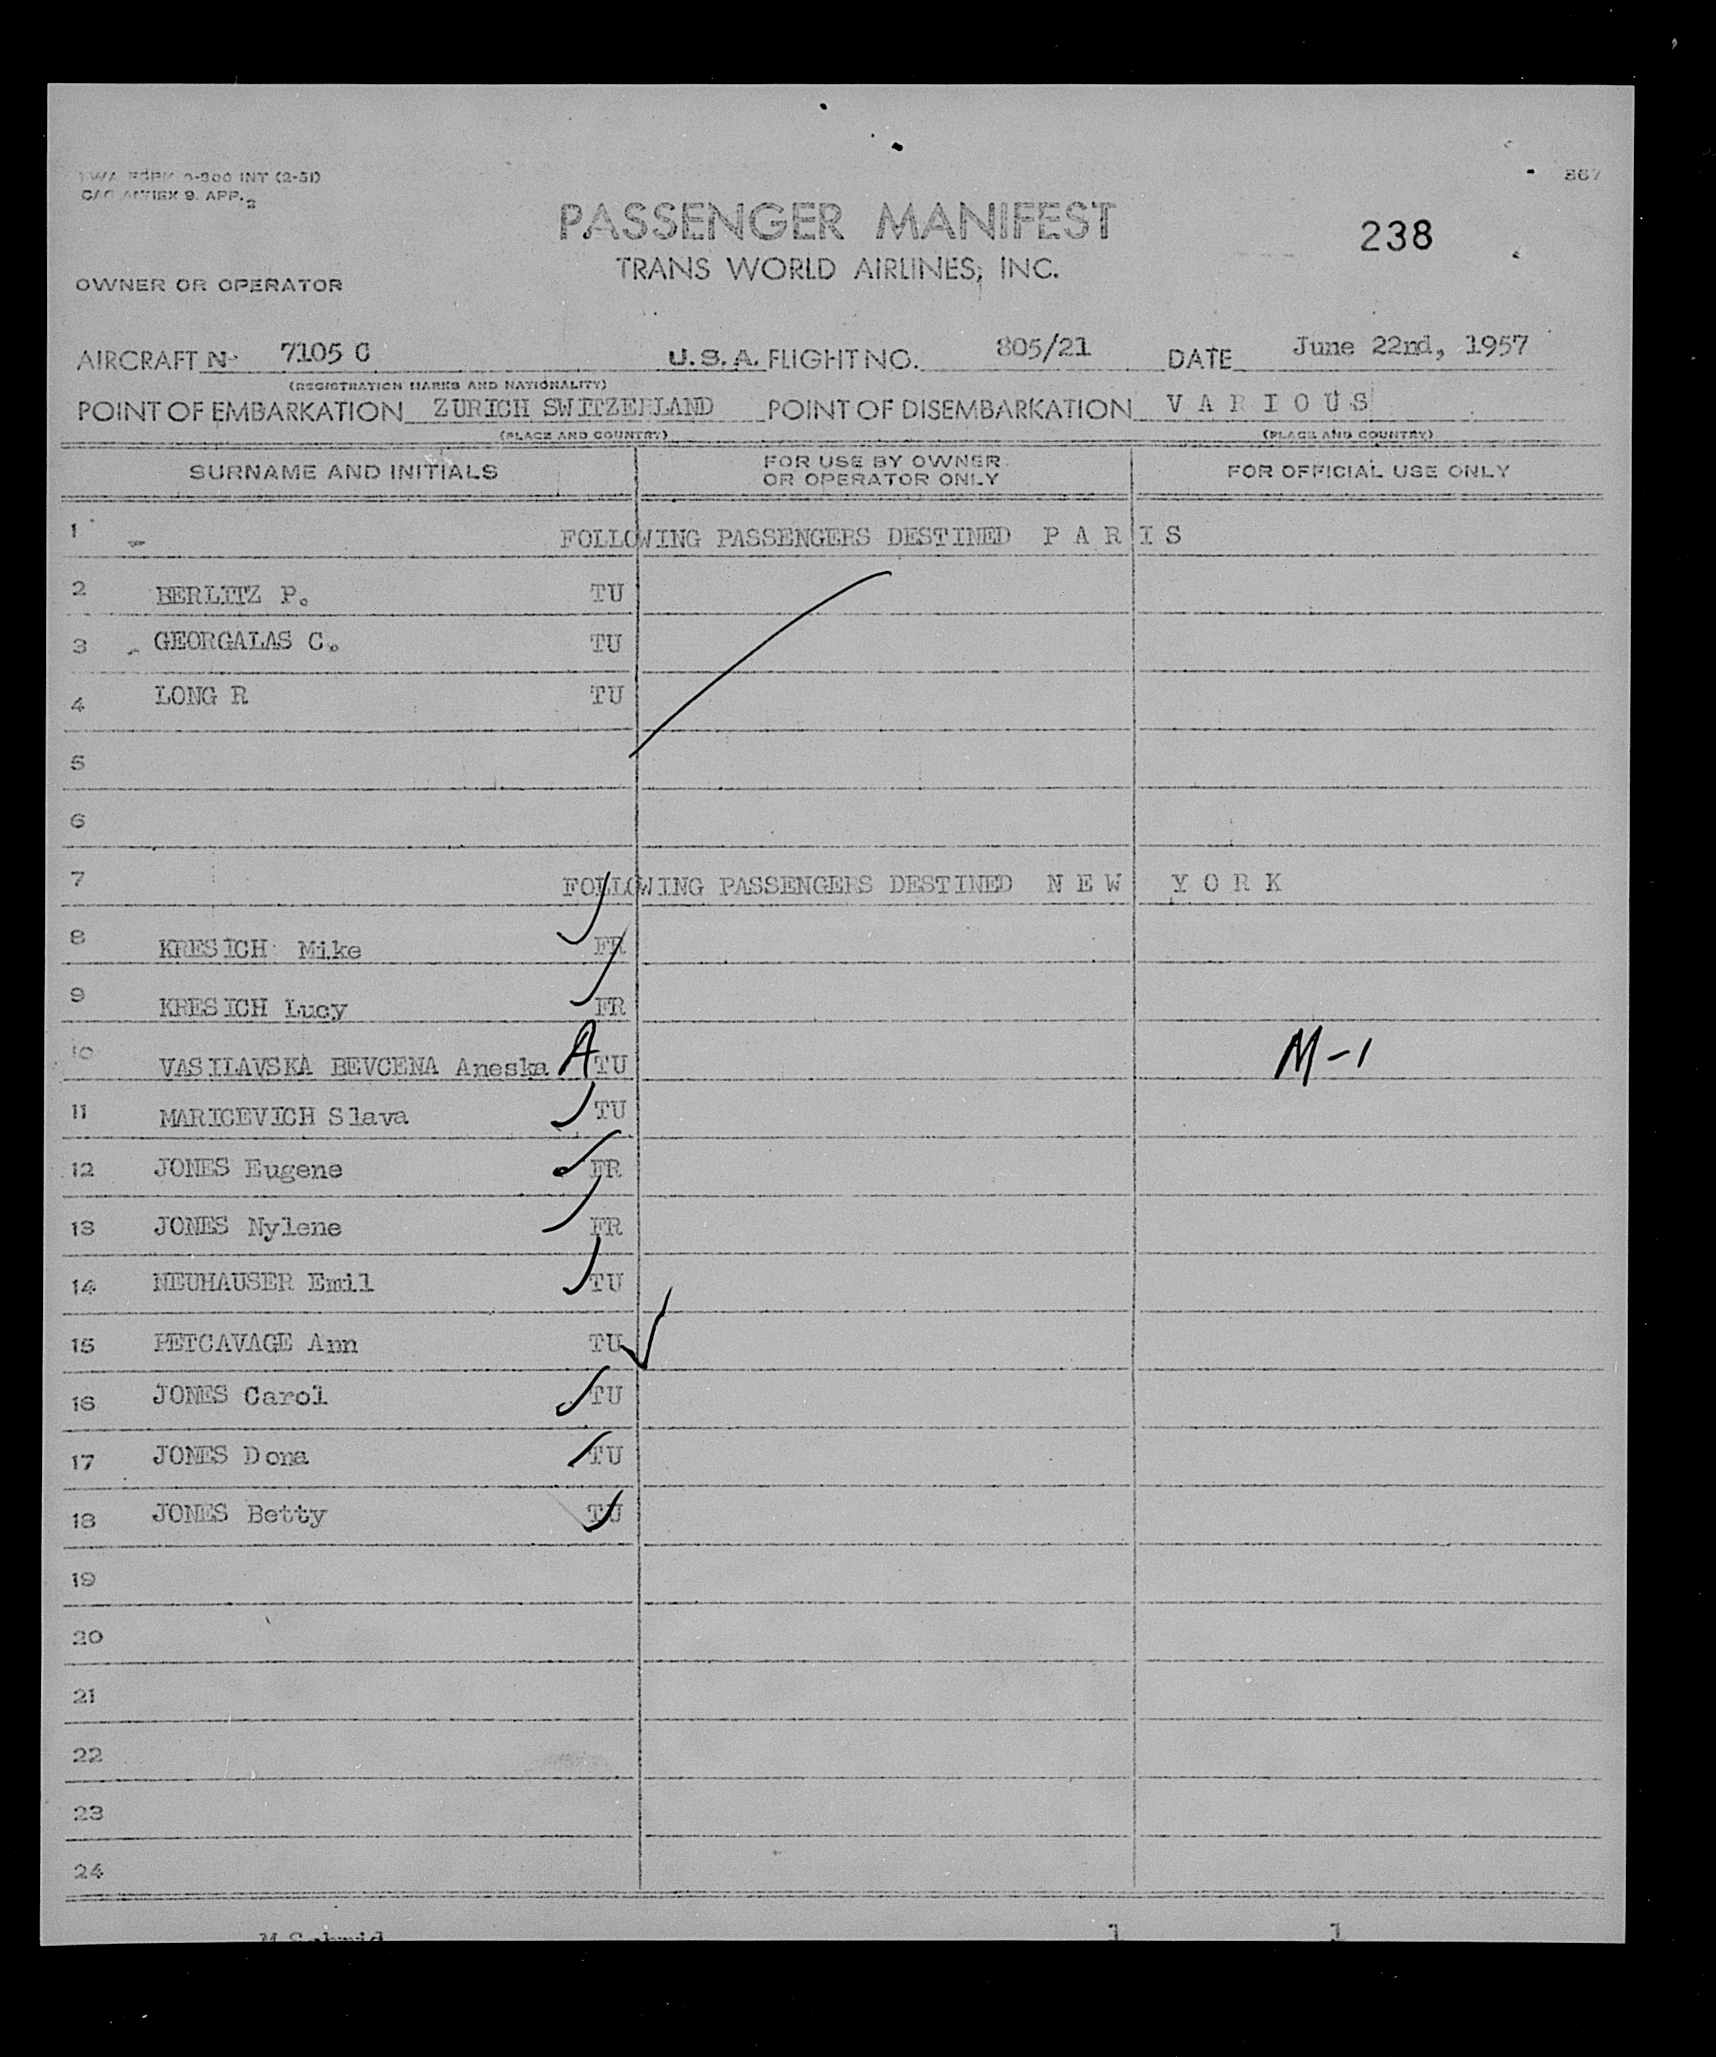 TWA FORM 0-300 INT (2-51)
CAO ANNEX 9. APP. 2
867
PASSENGER MANIFEST
238
TRANS WORLD AIRLINES, INC.
OWNER OR OPERATOR
AIRCRAFT N- 7105 C U.S.A. FLIGHT NO. 805/21 DATE June 22nd, 1957
(REGISTRATION MARKS AND NATIONALITY)
POINT OF EMBARKATION ZURICH SWITZERLAND POINT OF DISEMBARKATION V A R I O U S
(PLACE AND COUNTRY) (PLACE AND COUNTRY)
SURNAME AND INITIALS FOR USE BY OWNER OR OPERATOR ONLY FOR OFFICIAL USE ONLY
1 FOLLOWING PASSENGERS DESTINED P A R I S
2 BERLITZ P. TU
3 GEORGALAS C. TU
4 LONG R TU
5
6
7 FOLLOWING PASSENGERS DESTINED N E W Y O R K
8 KRESICH Mike FR
9 KRESICH Lucy FR
10 VASILAVSKA BEVCENA Aneska A TU M-1
11 MARICEVICH Slava TU
12 JONES Eugene FR
13 JONES Nylene FR
14 NEUHAUSER Emil TU
15 PETCAVAGE Ann TU
16 JONES Carol TU
17 JONES Dona TU
18 JONES Betty TU
19
20
21
22
23
24
M Schmid 1 1